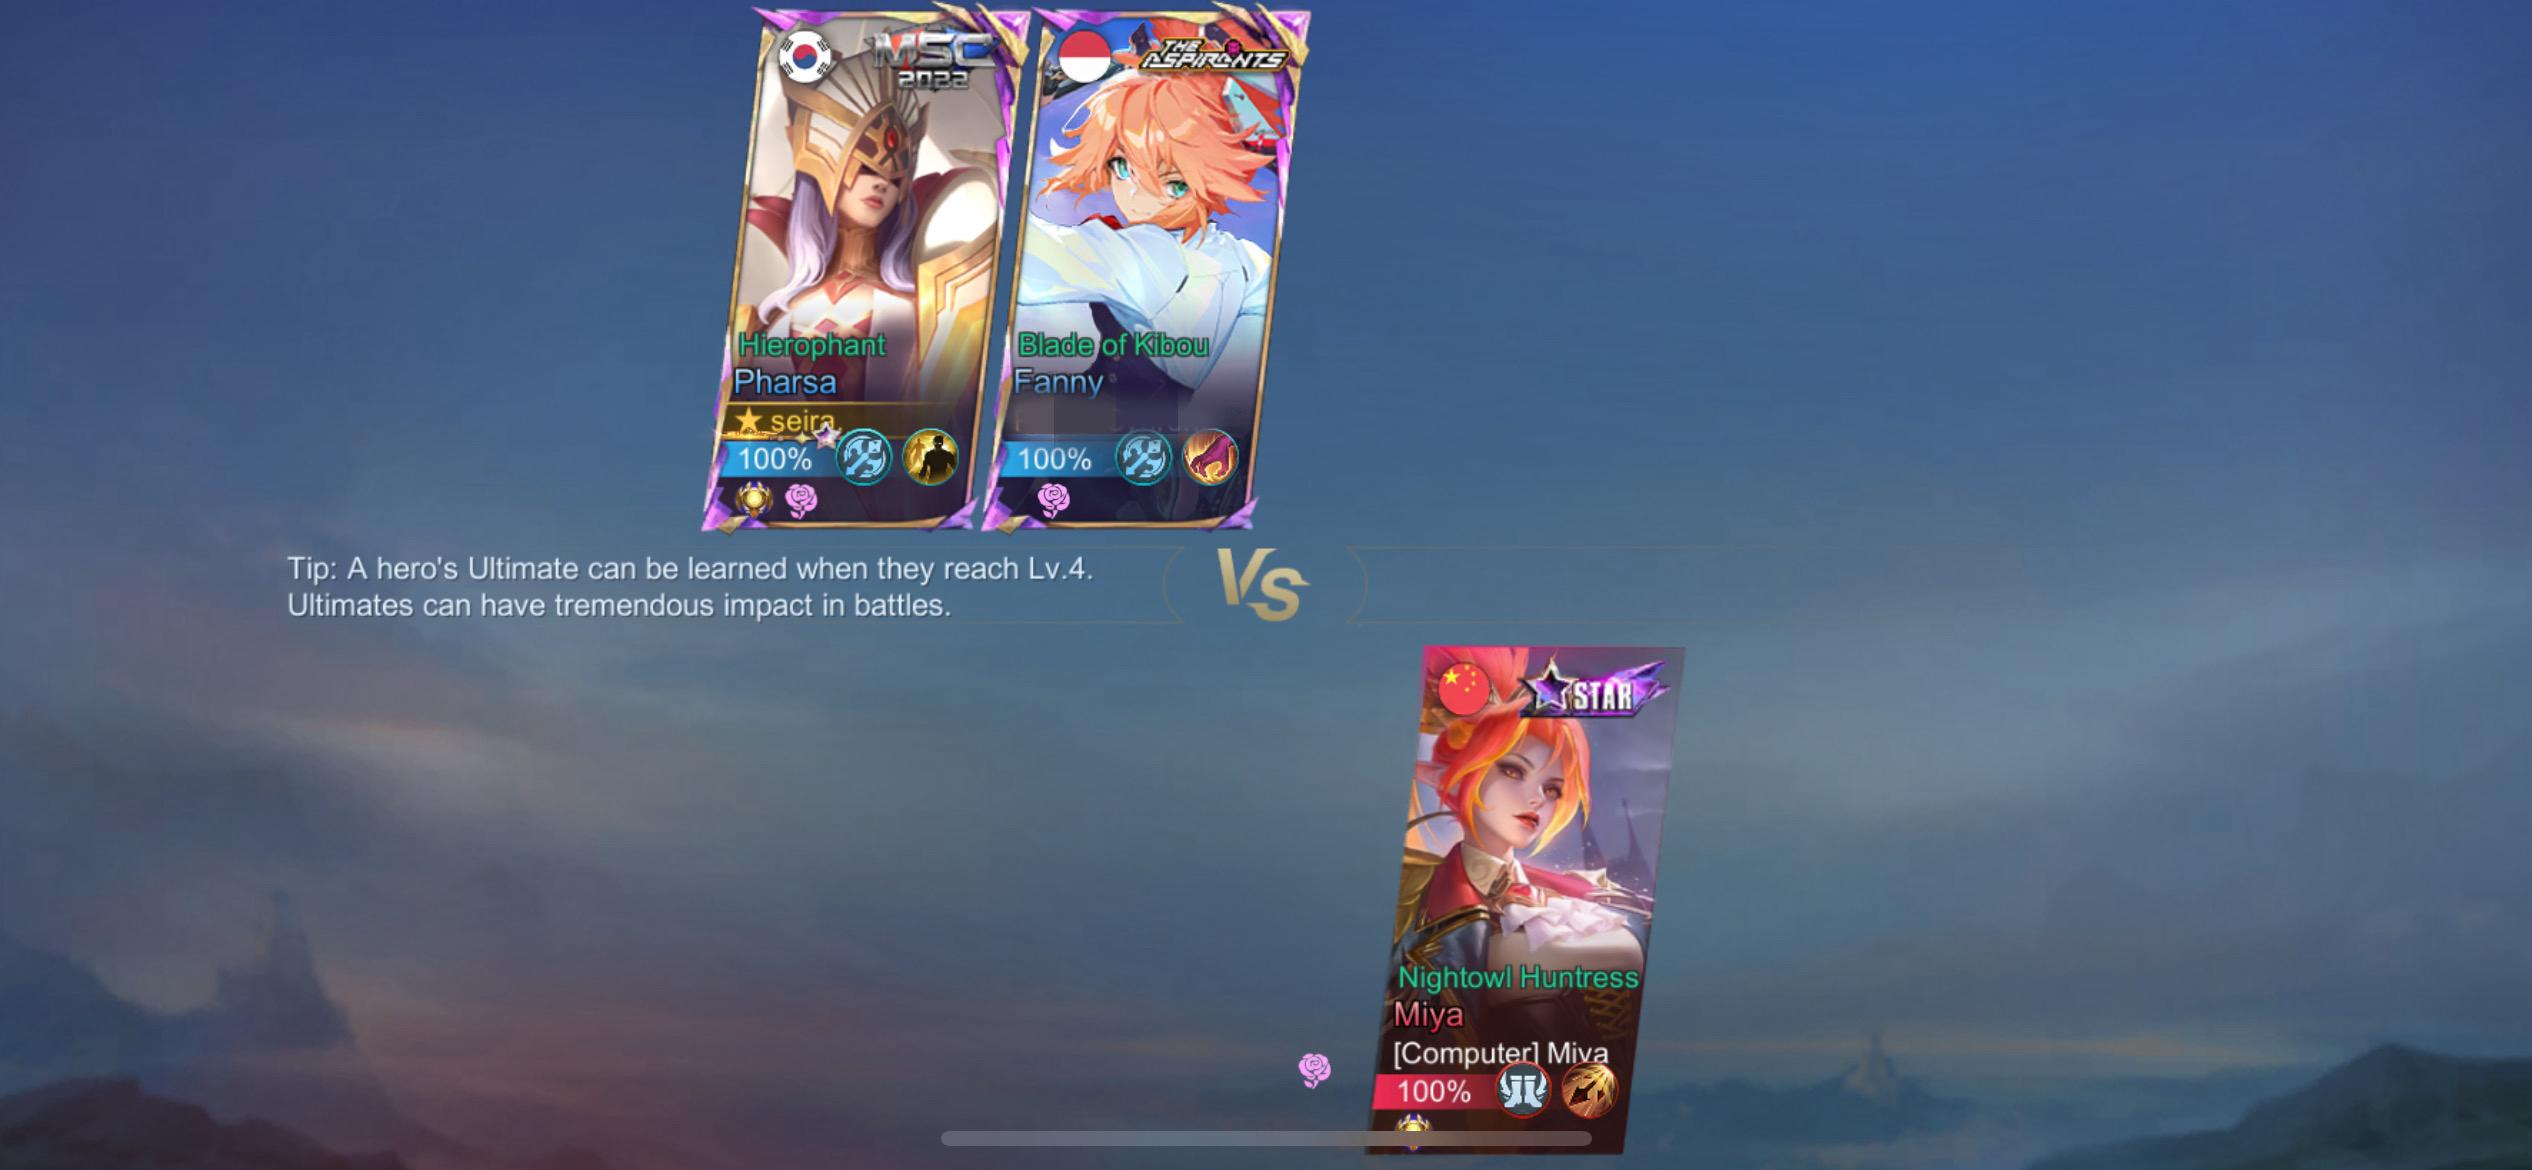 MSC
2022
Hierophant
Pharsa
seira.
100%
THE
ASPIRANTS
Blade of Kibou
Fanny
100%
Tip: A hero's Ultimate can be learned when they reach Lv.4.
Ultimates can have tremendous impact in battles.
VS
STAR
Nightowl Huntress
Miya
[Computer] Miya
100%